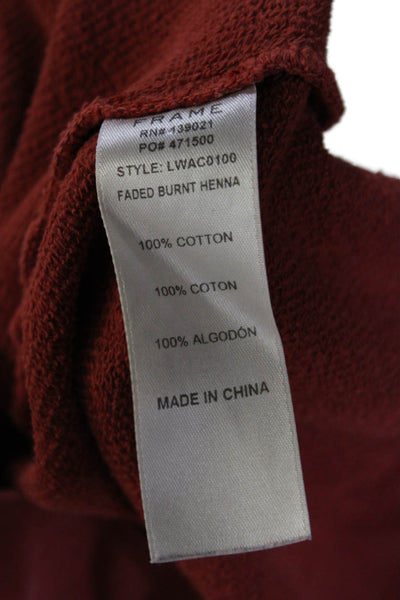 FRAME
RN# 139021
PO# 471500
STYLE: LWAC0100
FADED BURNT HENNA
100% COTTON
100% COTON
100% ALGODÓN
MADE IN CHINA